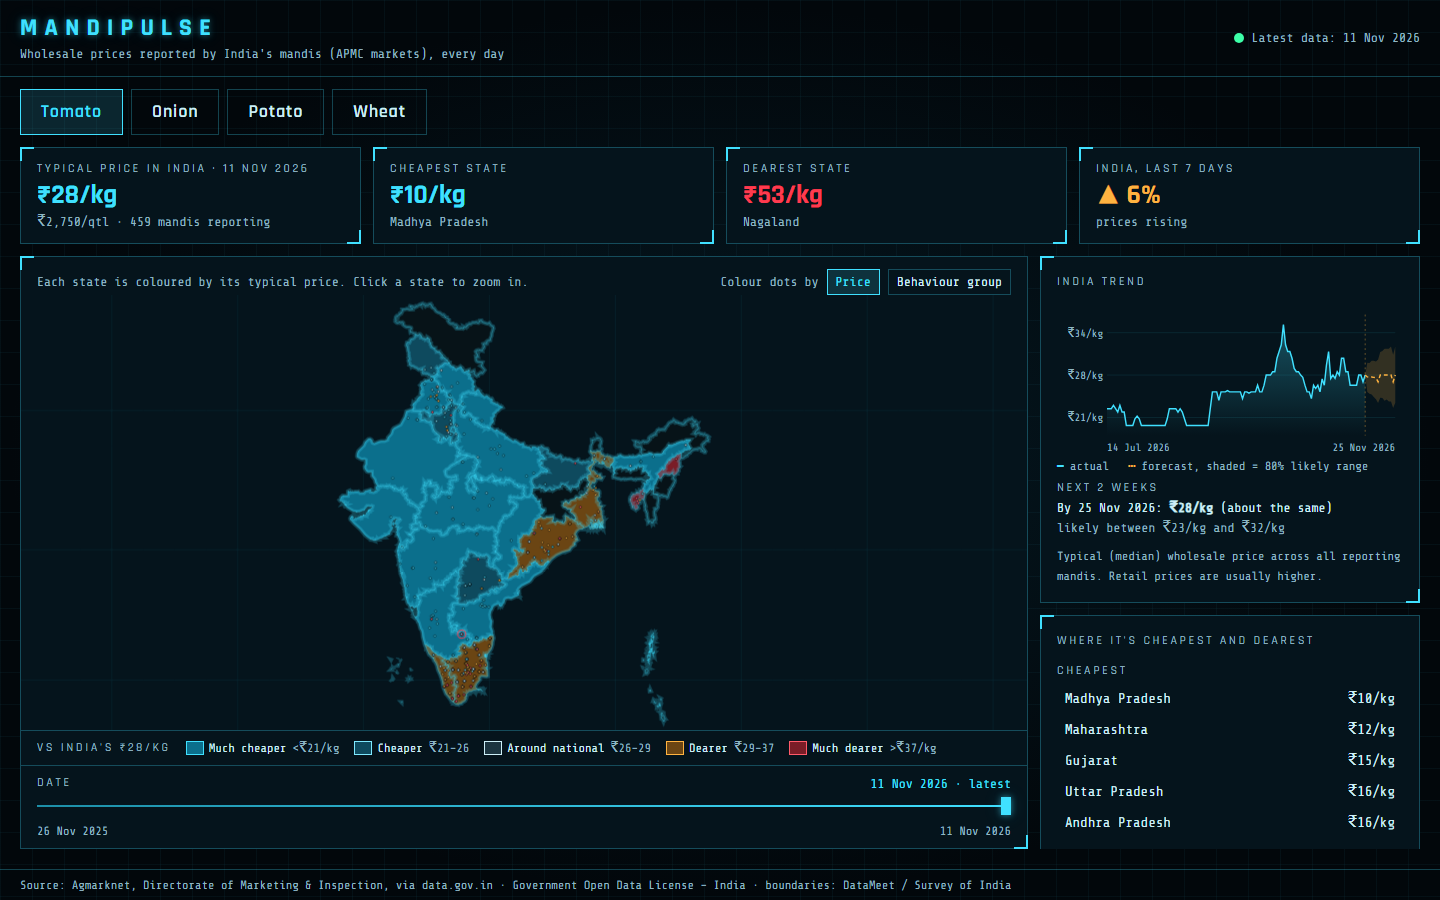 MANDIPULSE
Wholesale prices reported by India's mandis (APMC markets), every day
Latest data: 11 Nov 2026
Tomato
Onion
Potato
Wheat
TYPICAL PRICE IN INDIA · 11 NOV 2026
₹28/kg
₹2,750/qtl · 459 mandis reporting
CHEAPEST STATE
₹10/kg
Madhya Pradesh
DEAREST STATE
₹53/kg
Nagaland
INDIA, LAST 7 DAYS
▲ 6%
prices rising
Each state is coloured by its typical price. Click a state to zoom in.
Colour dots by
Price
Behaviour group
VS INDIA'S ₹28/KG
Much cheaper <₹21/kg
Cheaper ₹21–26
Around national ₹26–29
Dearer ₹29–37
Much dearer >₹37/kg
DATE
11 Nov 2026 · latest
26 Nov 2025
11 Nov 2026
INDIA TREND
₹34/kg
₹28/kg
₹21/kg
14 Jul 2026
25 Nov 2026
actual
forecast, shaded = 80% likely range
NEXT 2 WEEKS
By 25 Nov 2026: ₹28/kg (about the same)
likely between ₹23/kg and ₹32/kg
Typical (median) wholesale price across all reporting
mandis. Retail prices are usually higher.
WHERE IT'S CHEAPEST AND DEAREST
CHEAPEST
Madhya Pradesh ₹10/kg
Maharashtra ₹12/kg
Gujarat ₹15/kg
Uttar Pradesh ₹16/kg
Andhra Pradesh ₹16/kg
Source: Agmarknet, Directorate of Marketing & Inspection, via data.gov.in · Government Open Data License – India · boundaries: DataMeet / Survey of India